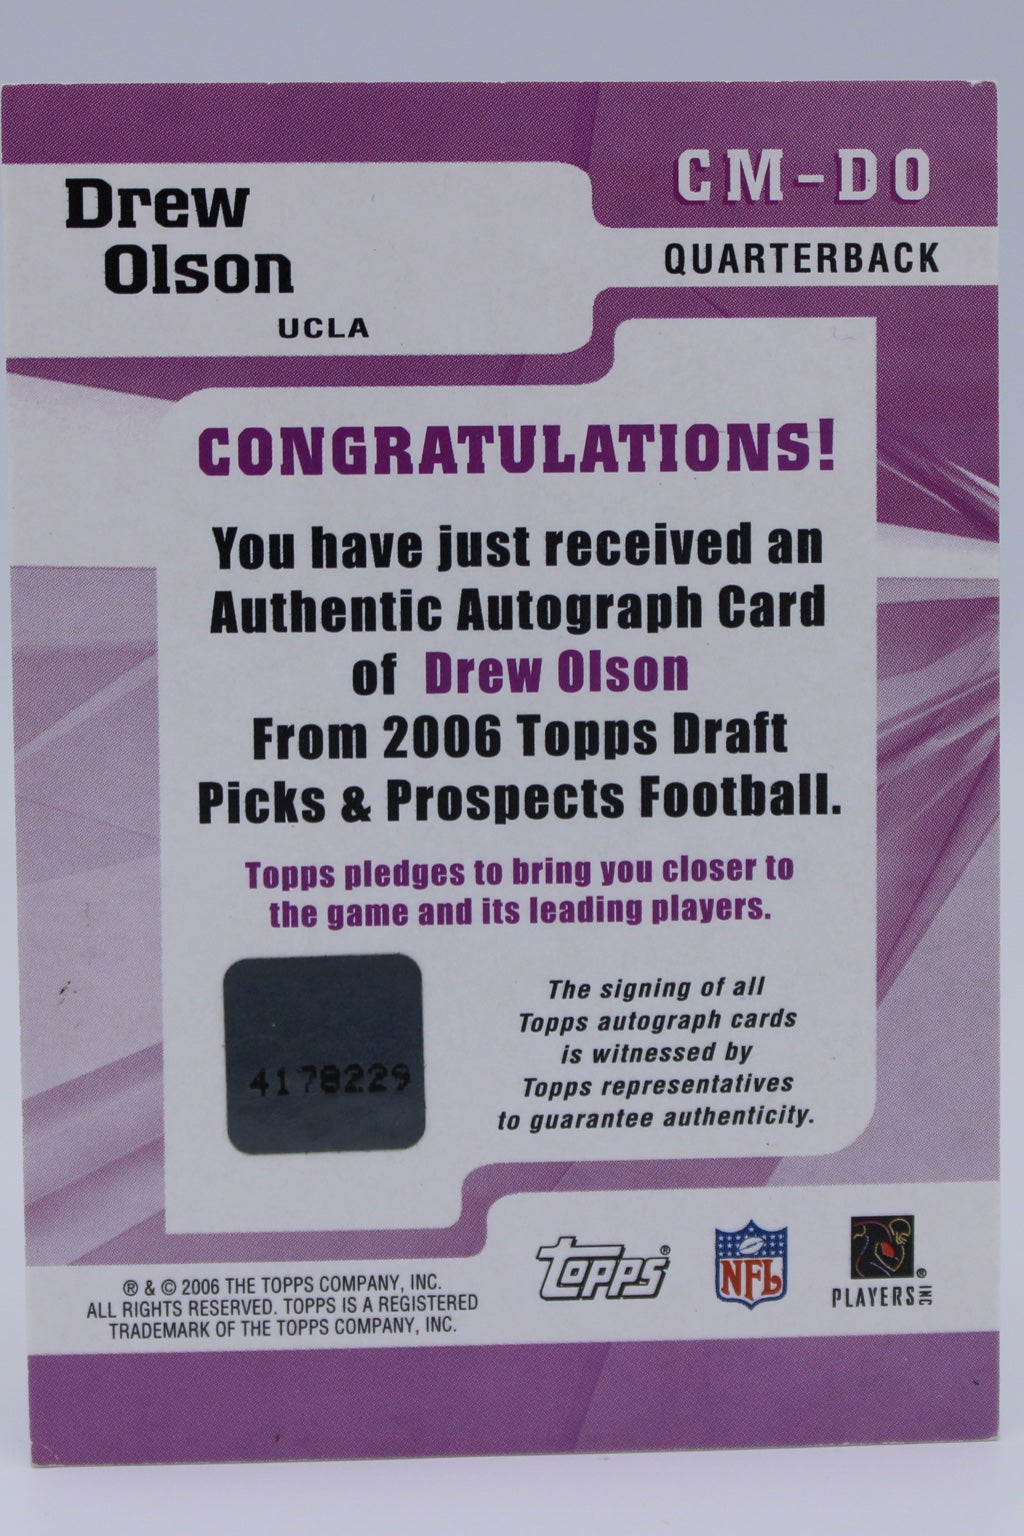 Drew
Olson
UCLA
CM-DO
QUARTERBACK
CONGRATULATIONS!
You have just received an
Authentic Autograph Card
of Drew Olson
From 2006 Topps Draft
Picks & Prospects Football.
Topps pledges to bring you closer to
the game and its leading players.
4178229
The signing of all
Topps autograph cards
is witnessed by
Topps representatives
to guarantee authenticity.
® & © 2006 THE TOPPS COMPANY, INC.
ALL RIGHTS RESERVED. TOPPS IS A REGISTERED
TRADEMARK OF THE TOPPS COMPANY, INC.
Topps®
NFL
PLAYERS INC®